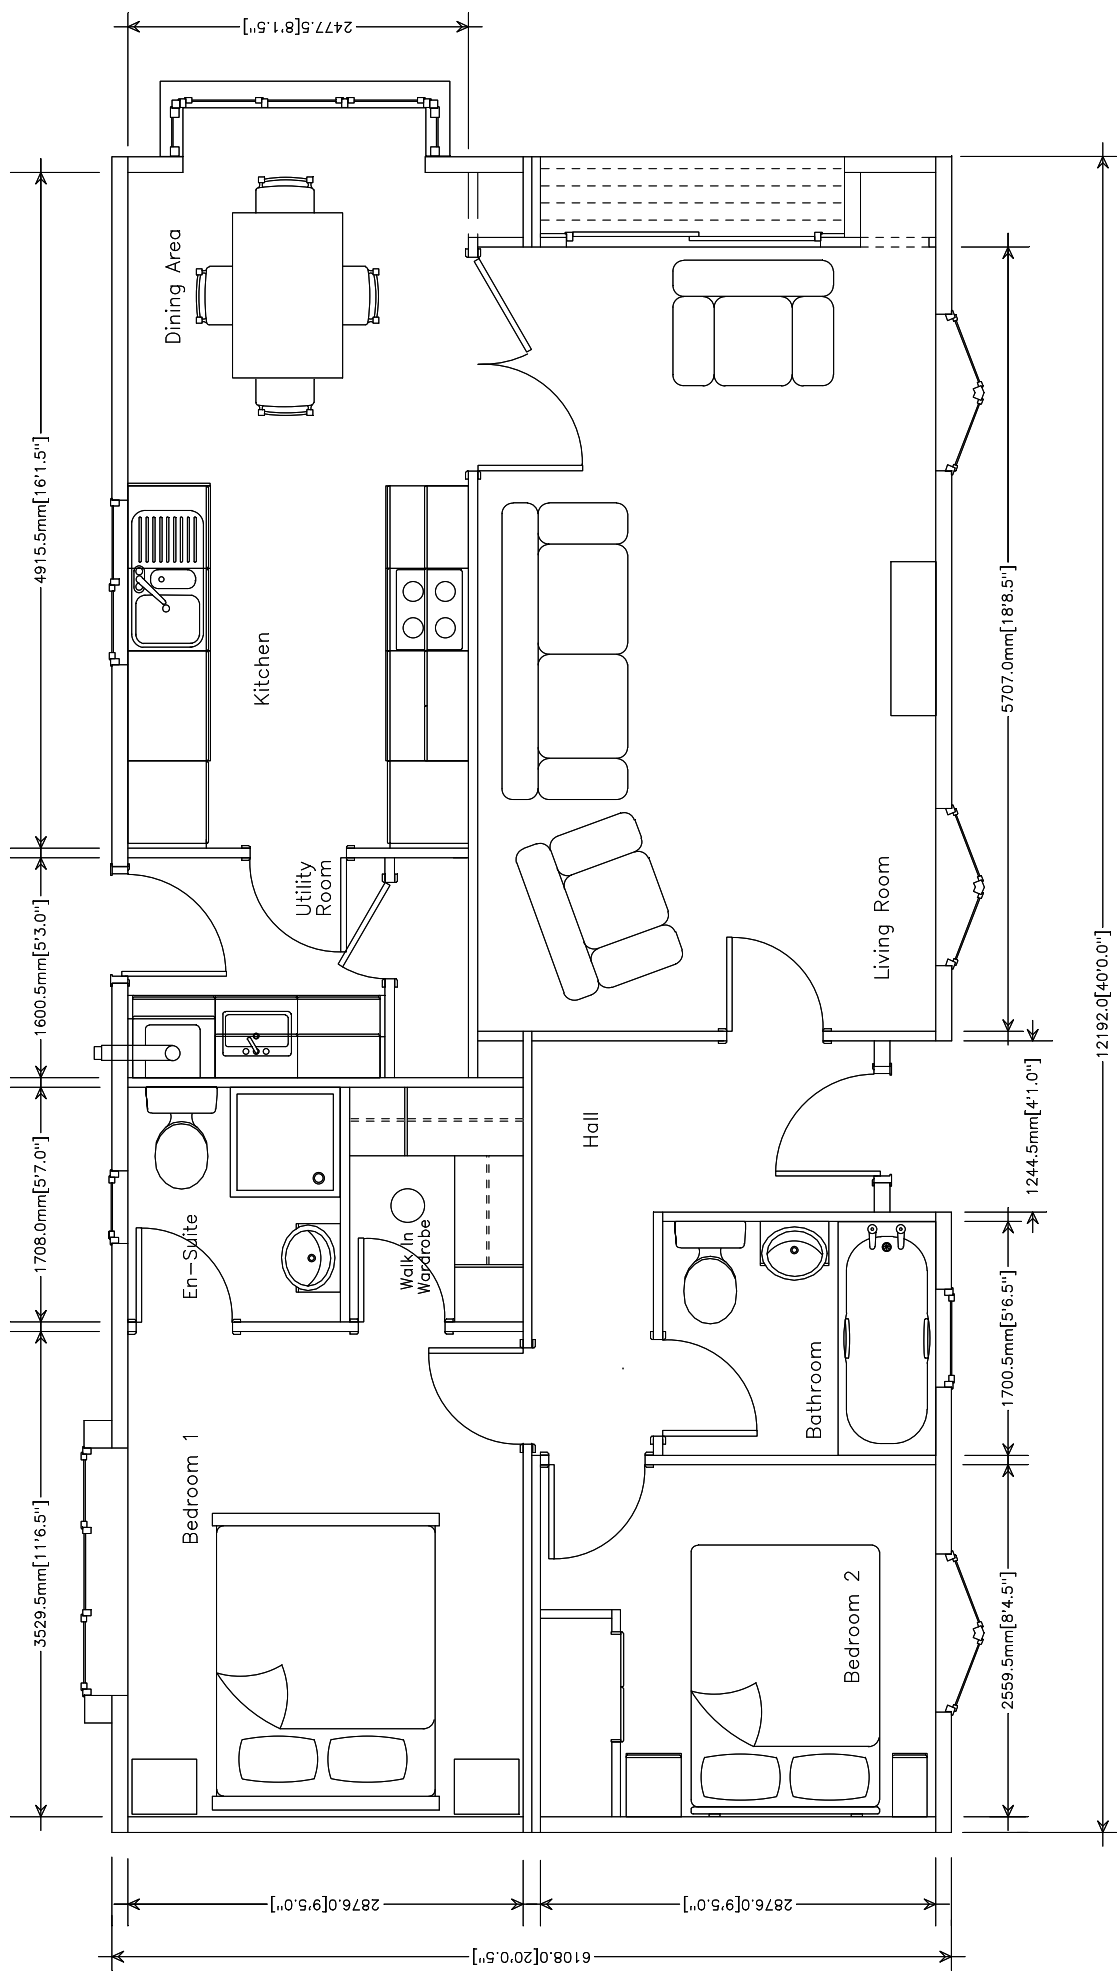 2477.5[8'1.5"]
Dining Area
4915.5mm[16'1.5"]
Kitchen
5707.0mm[18'8.5"]
Utility
Room
Living Room
1600.5mm[5'3.0"]
12192.0[40'0.0"]
Hall
1244.5mm[4'1.0"]
1708.0mm[5'7.0"]
En-Suite
Walk In
Wardrobe
1700.5mm[5'6.5"]
Bathroom
Bedroom 1
3529.5mm[11'6.5"]
Bedroom 2
2559.5mm[8'4.5"]
2876.0[9'5.0"]
2876.0[9'5.0"]
6108.0[20'0.5"]